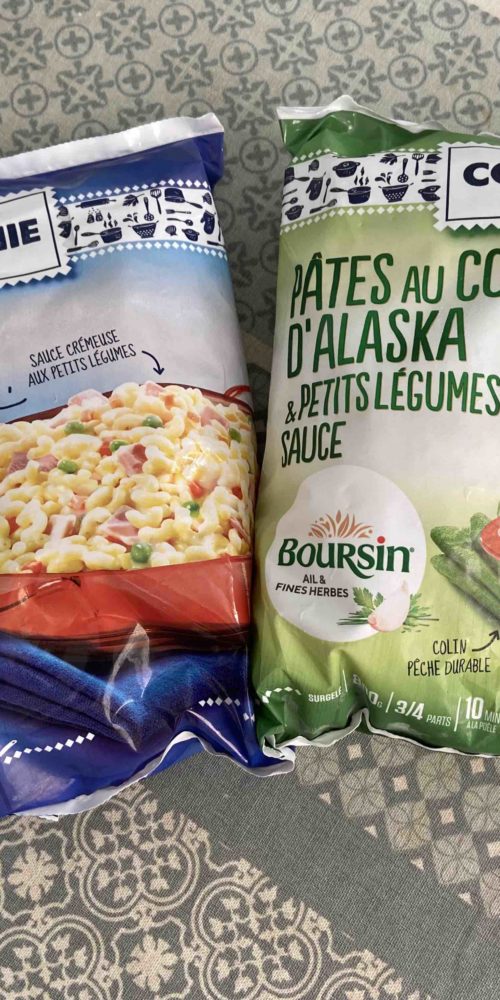 NIE
SAUCE CRÉMEUSE
AUX PETITS LÉGUMES
CO
PÂTES AU CO
D'ALASKA
& PETITS LÉGUMES
SAUCE
BOURSIN®
AIL &
FINES HERBES
COLIN
PÊCHE DURABLE
SURGELÉ
3/4 PARTS
10 MIN
À LA POÊLE